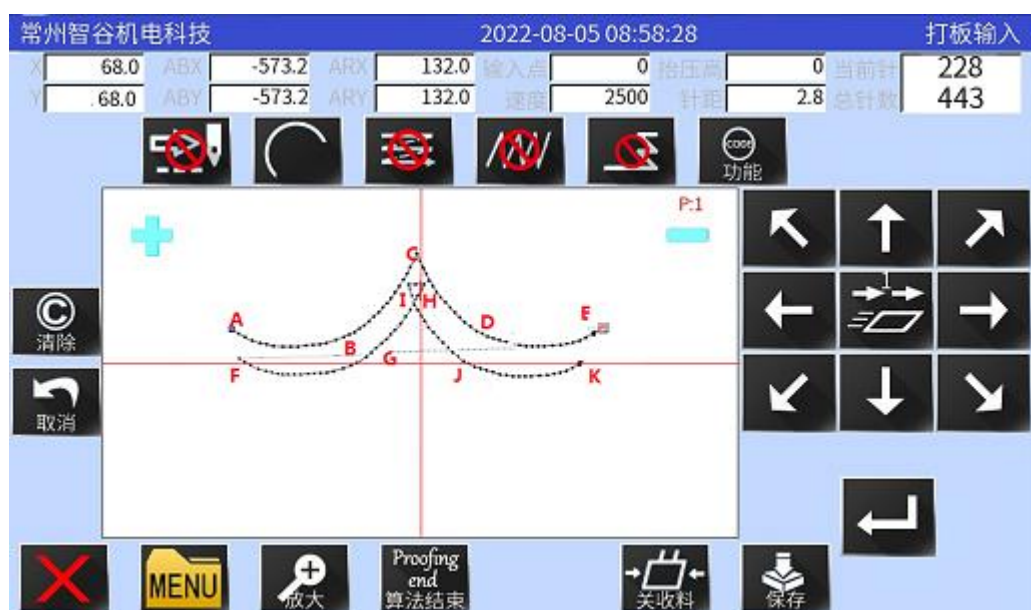 常州智谷机电科技 2022-08-05 08:58:28 打板输入
X 68.0 ABX -573.2 ARX 132.0 输入点 0 抬压高 0 当前针 228
Y 68.0 ABY -573.2 ARY 132.0 速度 2500 针距 2.8 总针数 443
CODE
功能
P:1
C
I H
A D E
B G
F J K
1
©
清除
取消
MENU
放大
Proofing
end
算法结束
关收料
保存